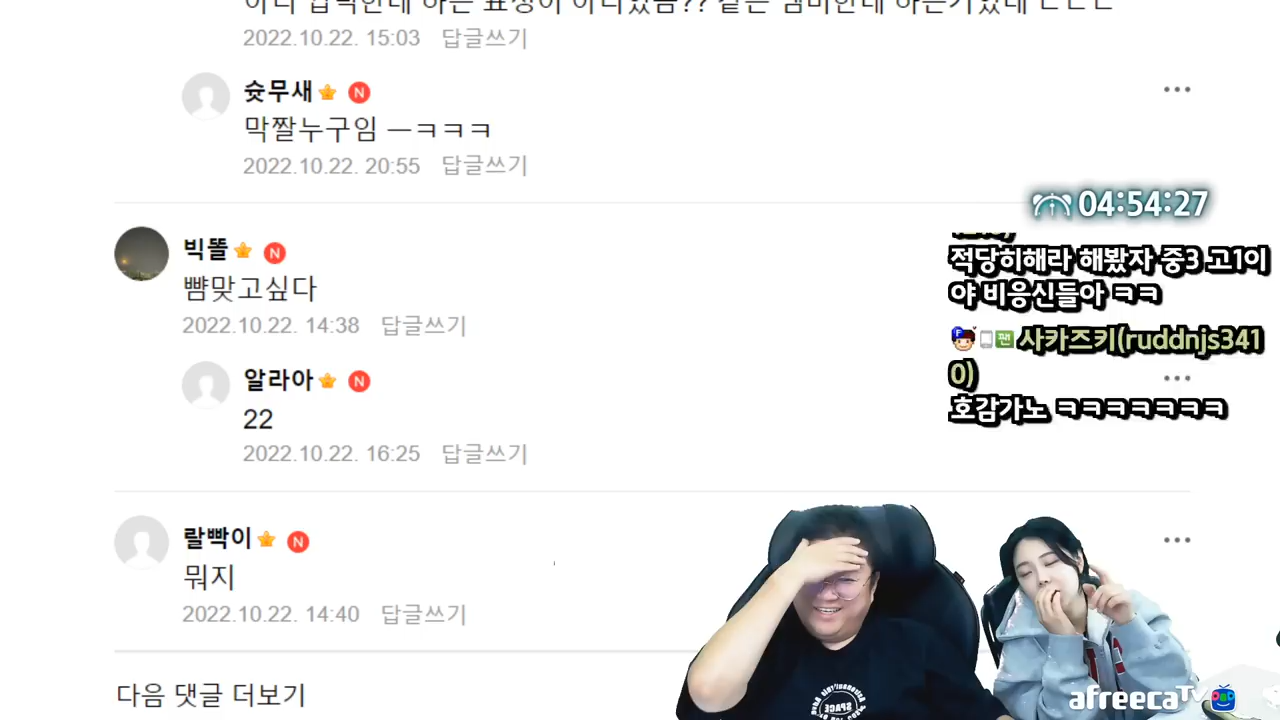 2022.10.22. 15:03 답글쓰기
슛무새 N
막짤누구임 ㅡㅋㅋㅋ
2022.10.22. 20:55 답글쓰기
빅똘 N
뺨맞고싶다
2022.10.22. 14:38 답글쓰기
알라아 N
22
2022.10.22. 16:25 답글쓰기
랄빡이 N
뭐지
2022.10.22. 14:40 답글쓰기
다음 댓글 더보기
04:54:27
적당히해라 해봤자 중3 고1이
야 비응신들아 ㅋㅋ
팬 사카즈키(ruddnjs341
0)
호감가노 ㅋㅋㅋㅋㅋㅋㅋ
SPACE
afreecaTV